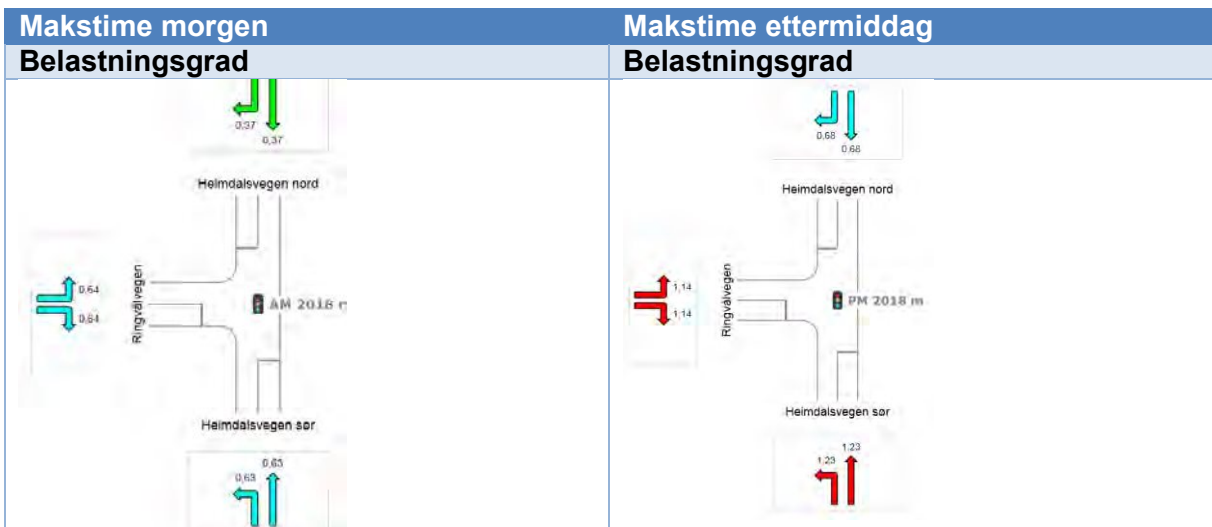 Makstime morgen
Makstime ettermiddag
Belastningsgrad
Belastningsgrad
0,37
0,37
Heimdalsvegen nord
0,64
0,64
Ringvålvegen
AM 2018 r
Heimdalsvegen sør
0,63
0,63
0,68
0,68
Heimdalsvegen nord
1,14
1,14
Ringvålvegen
PM 2018 m
Heimdalsvegen sør
1,23
1,23